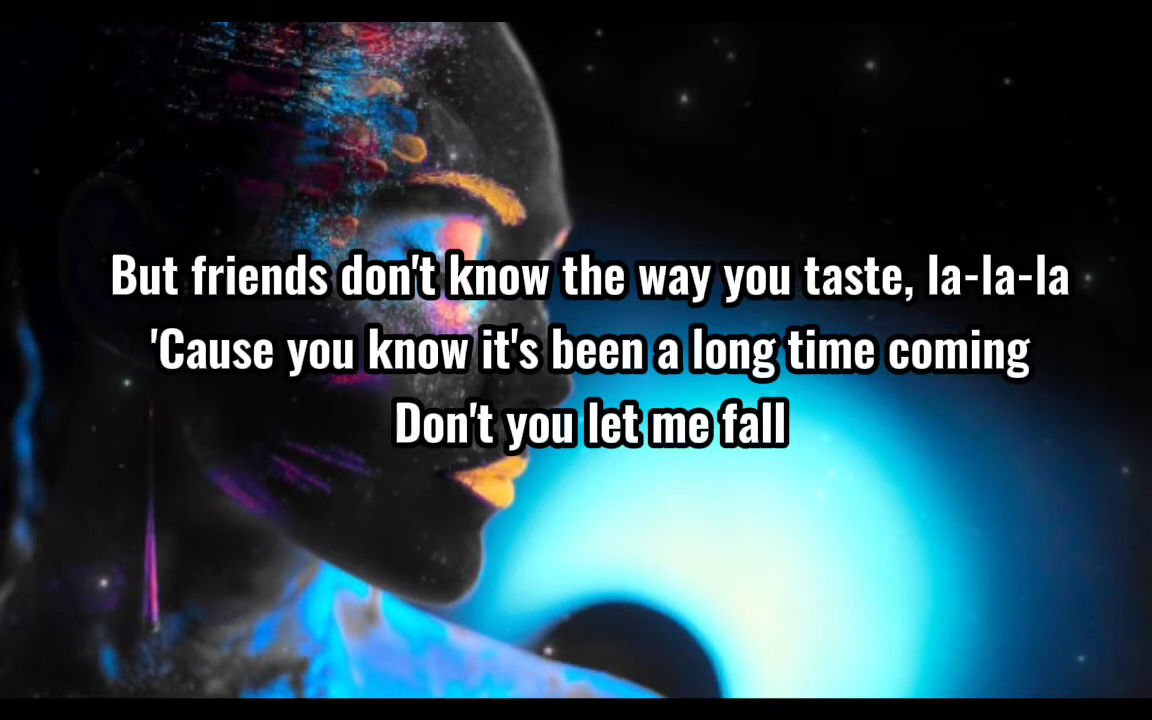 But friends don't know the way you taste, la-la-la
'Cause you know it's been a long time coming
Don't you let me fall